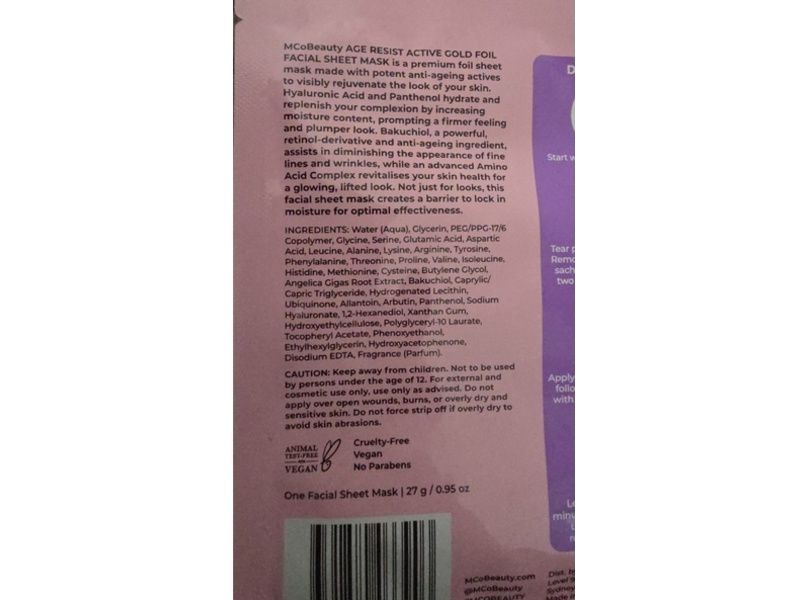 MCoBeauty AGE RESIST ACTIVE GOLD FOIL
FACIAL SHEET MASK is a premium foil sheet
mask made with potent anti-ageing actives
to visibly rejuvenate the look of your skin.
Hyaluronic Acid and Panthenol hydrate and
replenish your complexion by increasing
moisture content, prompting a firmer feeling
and plumper look. Bakuchiol, a powerful,
retinol-derivative and anti-ageing ingredient,
assists in diminishing the appearance of fine
lines and wrinkles, while an advanced Amino
Acid Complex revitalises your skin health for
a glowing, lifted look. Not just for looks, this
facial sheet mask creates a barrier to lock in
moisture for optimal effectiveness.
INGREDIENTS: Water (Aqua), Glycerin, PEG/PPG-17/6
Copolymer, Glycine, Serine, Glutamic Acid, Aspartic
Acid, Leucine, Alanine, Lysine, Arginine, Tyrosine,
Phenylalanine, Threonine, Proline, Valine, Isoleucine,
Histidine, Methionine, Cysteine, Butylene Glycol,
Angelica Gigas Root Extract, Bakuchiol, Caprylic/
Capric Triglyceride, Hydrogenated Lecithin,
Ubiquinone, Allantoin, Arbutin, Panthenol, Sodium
Hyaluronate, 1,2-Hexanediol, Xanthan Gum,
Hydroxyethylcellulose, Polyglyceryl-10 Laurate,
Tocopheryl Acetate, Phenoxyethanol,
Ethylhexylglycerin, Hydroxyacetophenone,
Disodium EDTA, Fragrance (Parfum).
CAUTION: Keep away from children. Not to be used
by persons under the age of 12. For external and
cosmetic use only, use only as advised. Do not
apply over open wounds, burns, or overly dry and
sensitive skin. Do not force strip off if overly dry to
avoid skin abrasions.
ANIMAL
TEST-FREE
VEGAN
Cruelty-Free
Vegan
No Parabens
One Facial Sheet Mask | 27 g / 0.95 oz
MCoBeauty.com
@MCoBeauty
#MCOBEAUTY
Dist. 
Level 
Sydney
Made in
D
Start w
Tear p
Remo
sach
two
Apply
follo
with
Le
minu